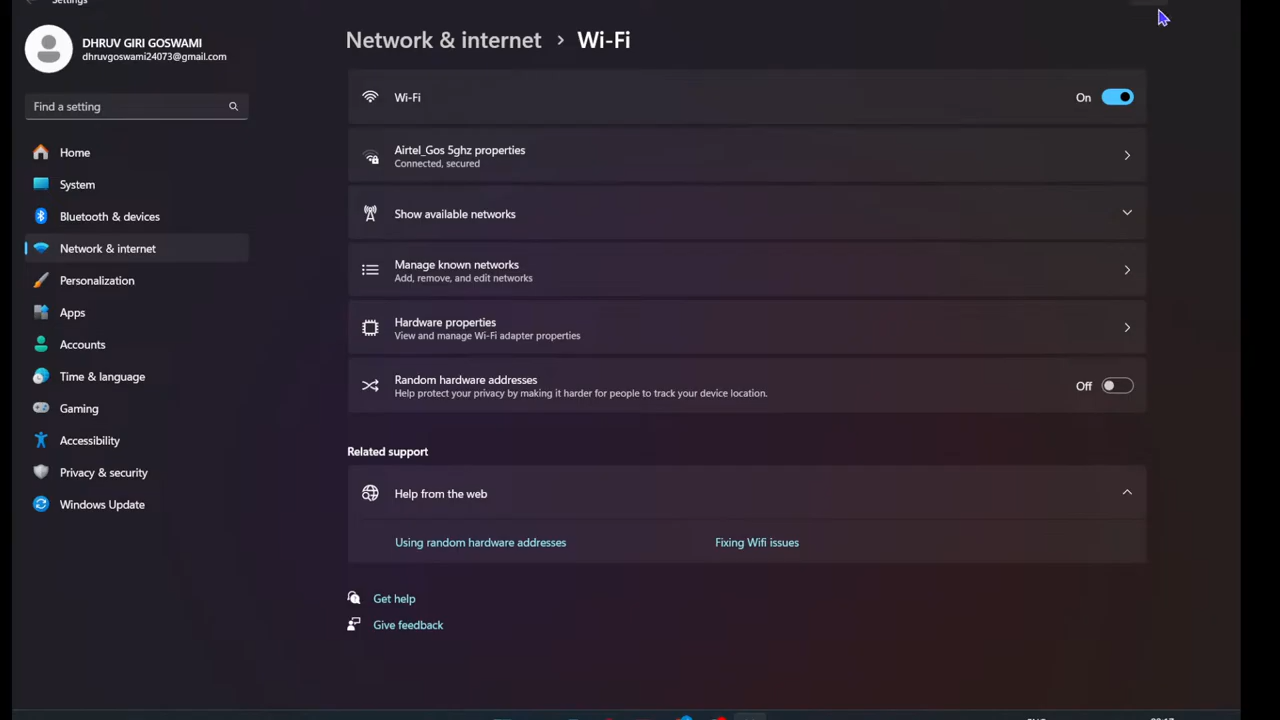 Settings
DHRUV GIRI GOSWAMI
dhruvgoswami24073@gmail.com
Find a setting
Home
System
Bluetooth & devices
Network & internet
Personalization
Apps
Accounts
Time & language
Gaming
Accessibility
Privacy & security
Windows Update
Network & internet > Wi-Fi
Wi-Fi
On
Airtel_Gos 5ghz properties
Connected, secured
Show available networks
Manage known networks
Add, remove, and edit networks
Hardware properties
View and manage Wi-Fi adapter properties
Random hardware addresses
Help protect your privacy by making it harder for people to track your device location.
Off
Related support
Help from the web
Using random hardware addresses
Fixing Wifi issues
Get help
Give feedback